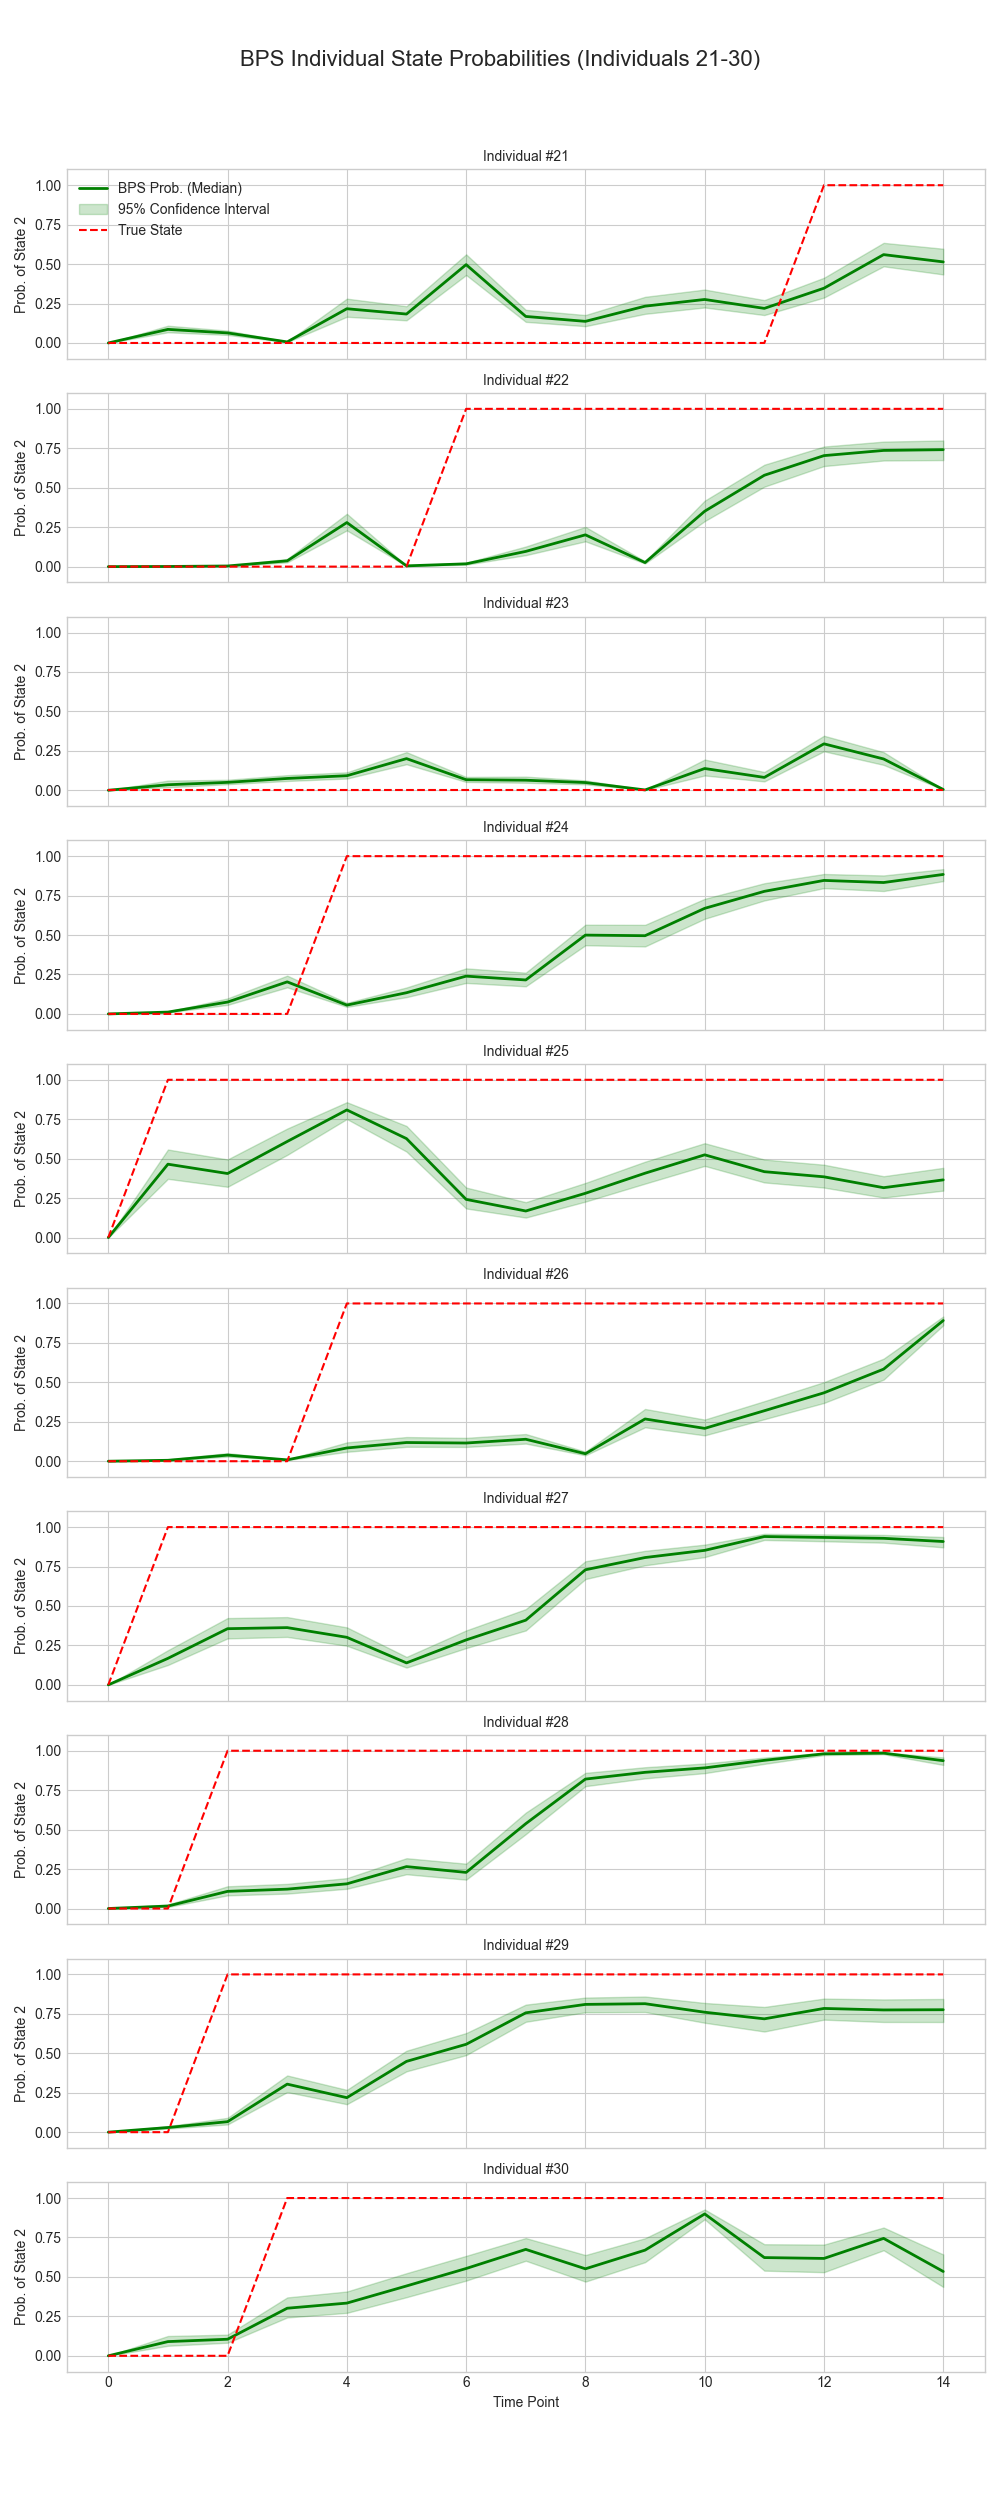 BPS Individual State Probabilities (Individuals 21-30)
Individual #21
Prob. of State 2
1.00
0.75
0.50
0.25
0.00
BPS Prob. (Median)
95% Confidence Interval
True State
Individual #22
Prob. of State 2
1.00
0.75
0.50
0.25
0.00
Individual #23
Prob. of State 2
1.00
0.75
0.50
0.25
0.00
Individual #24
Prob. of State 2
1.00
0.75
0.50
0.25
0.00
Individual #25
Prob. of State 2
1.00
0.75
0.50
0.25
0.00
Individual #26
Prob. of State 2
1.00
0.75
0.50
0.25
0.00
Individual #27
Prob. of State 2
1.00
0.75
0.50
0.25
0.00
Individual #28
Prob. of State 2
1.00
0.75
0.50
0.25
0.00
Individual #29
Prob. of State 2
1.00
0.75
0.50
0.25
0.00
Individual #30
Prob. of State 2
1.00
0.75
0.50
0.25
0.00
0 2 4 6 8 10 12 14
Time Point